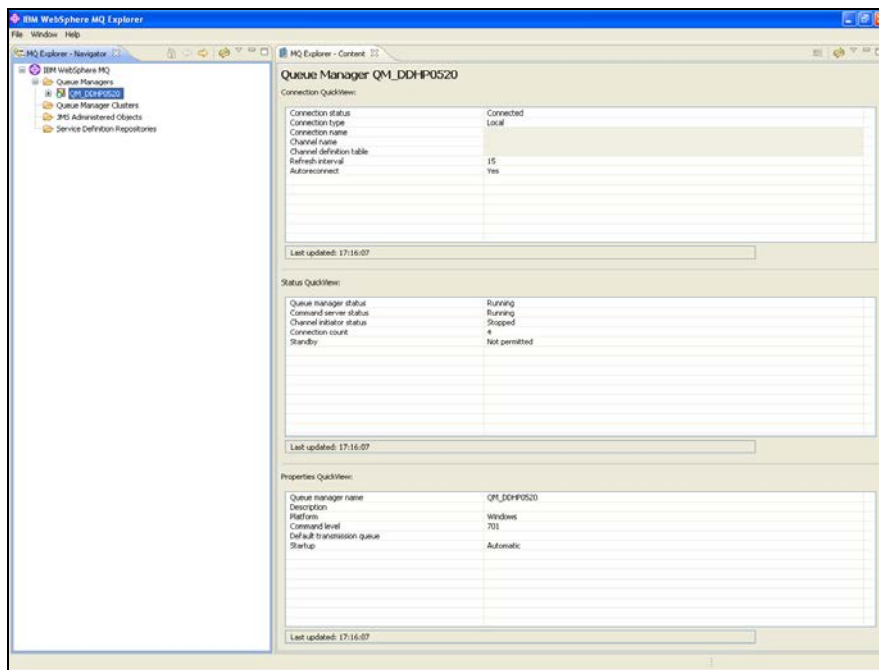 IBM WebSphere MQ Explorer
File Window Help
MQ Explorer - Navigator
IBM WebSphere MQ
Queue Managers
QM_DDHP0520
Queue Manager Clusters
JMS Administered Objects
Service Definition Repositories
MQ Explorer - Content
Queue Manager QM_DDHP0520
Connection QuickView:
Connection status Connected
Connection type Local
Connection name
Channel name
Channel definition table
Refresh interval 15
Autoreconnect Yes
Last updated: 17:16:07
Status QuickView:
Queue manager status Running
Command server status Running
Channel initiator status Stopped
Connection count 4
Standby Not permitted
Last updated: 17:16:07
Properties QuickView:
Queue manager name QM_DDHP0520
Description
Platform Windows
Command level 701
Default transmission queue
Startup Automatic
Last updated: 17:16:07